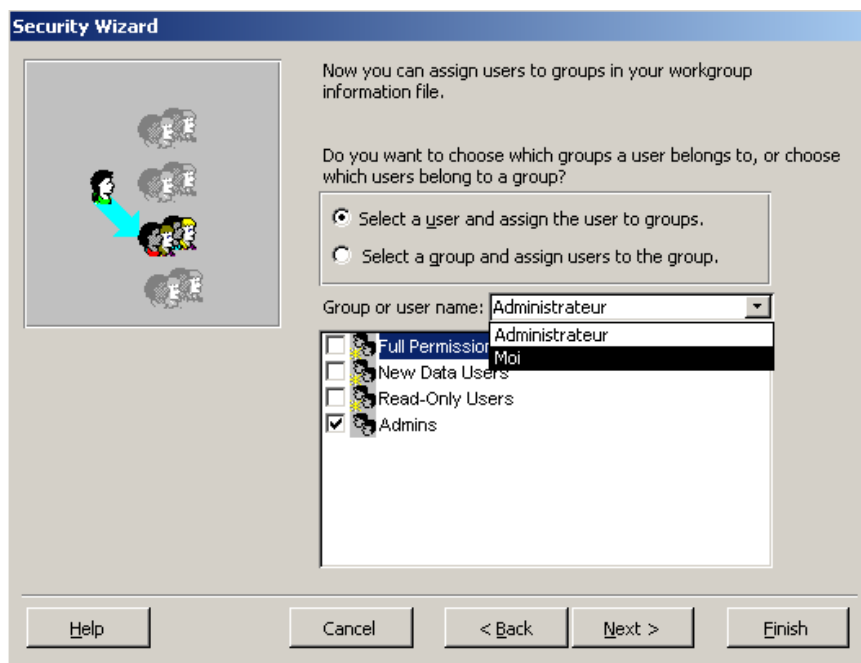 Security Wizard
Now you can assign users to groups in your workgroup
information file.
Do you want to choose which groups a user belongs to, or choose
which users belong to a group?
Select a user and assign the user to groups.
Select a group and assign users to the group.
Group or user name: Administrateur
Administrateur
Moi
Full Permission
New Data Users
Read-Only Users
Admins
Help
Cancel
< Back
Next >
Finish